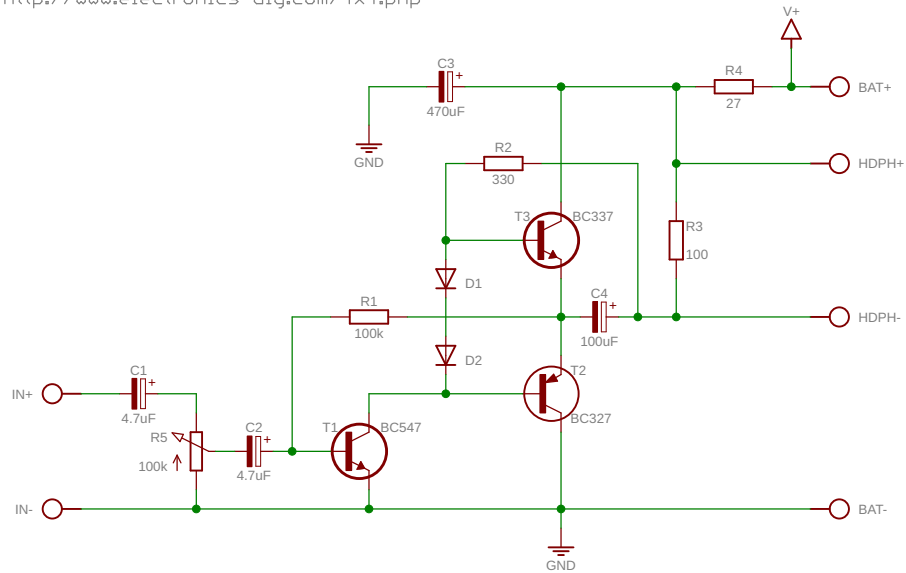 V+
C3
+
470uF
GND
R4
27
BAT+
R2
330
HDPH+
T3
BC337
R3
100
D1
R1
100k
C4
+
100uF
HDPH-
D2
T2
BC327
C1
+
4.7uF
IN+
R5
100k
C2
+
4.7uF
T1
BC547
IN-
BAT-
GND